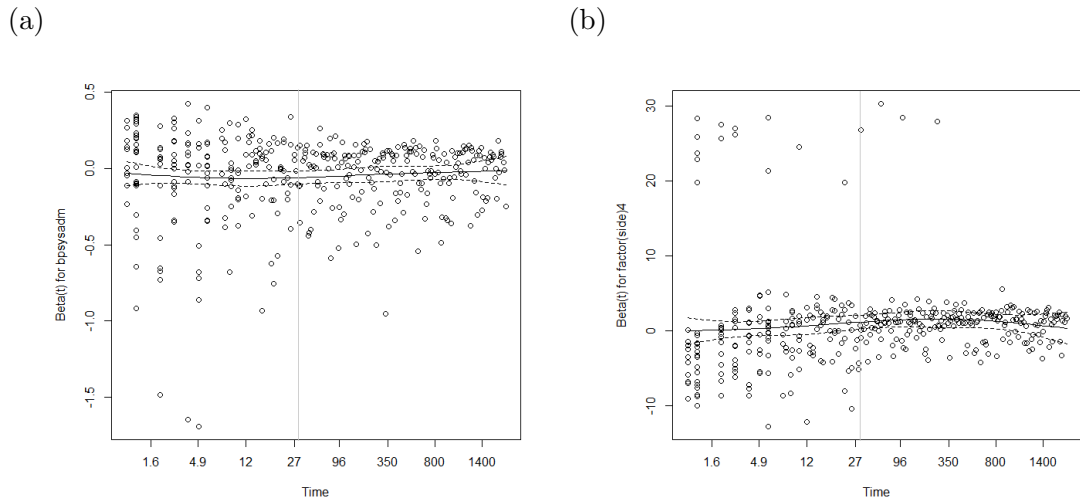 (a)
(b)
0.5
0.0
-0.5
-1.0
-1.5
Beta(t) for bpsysadm
1.6 4.9 12 27 96 350 800 1400
Time
30
20
10
0
-10
Beta(t) for factor(side)4
1.6 4.9 12 27 96 350 800 1400
Time